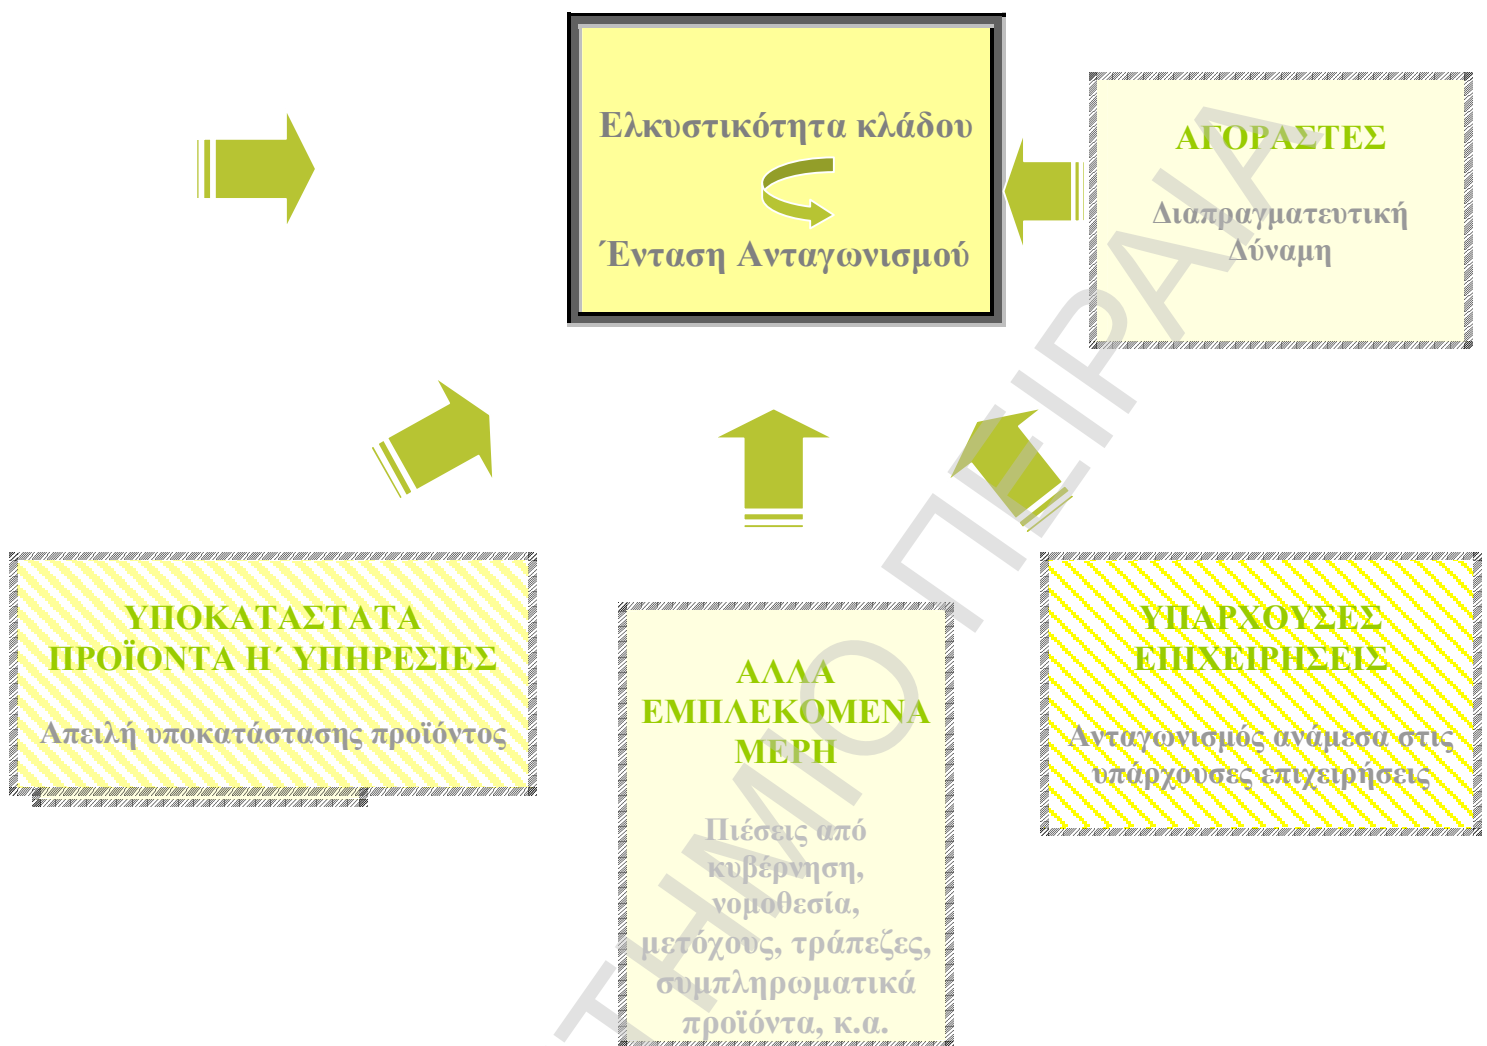 Ελκυστικότητα κλάδου
Ένταση Ανταγωνισμού
ΑΓΟΡΑΣΤΕΣ
Διαπραγματευτική
Δύναμη
ΥΠΟΚΑΤΑΣΤΑΤΑ
ΠΡΟΪΟΝΤΑ Η΄ ΥΠΗΡΕΣΙΕΣ
Απειλή υποκατάστασης προϊόντος
ΑΛΛΑ
ΕΜΠΛΕΚΟΜΕΝΑ
ΜΕΡΗ
Πιέσεις από
κυβέρνηση,
νομοθεσία,
μετόχους, τράπεζες,
συμπληρωματικά
προϊόντα, κ.α.
ΥΠΑΡΧΟΥΣΕΣ
ΕΠΙΧΕΙΡΗΣΕΙΣ
Ανταγωνισμός ανάμεσα στις
υπάρχουσες επιχειρήσεις
ΤΗΜΙΟ ΠΕΙΡΑΙΑ